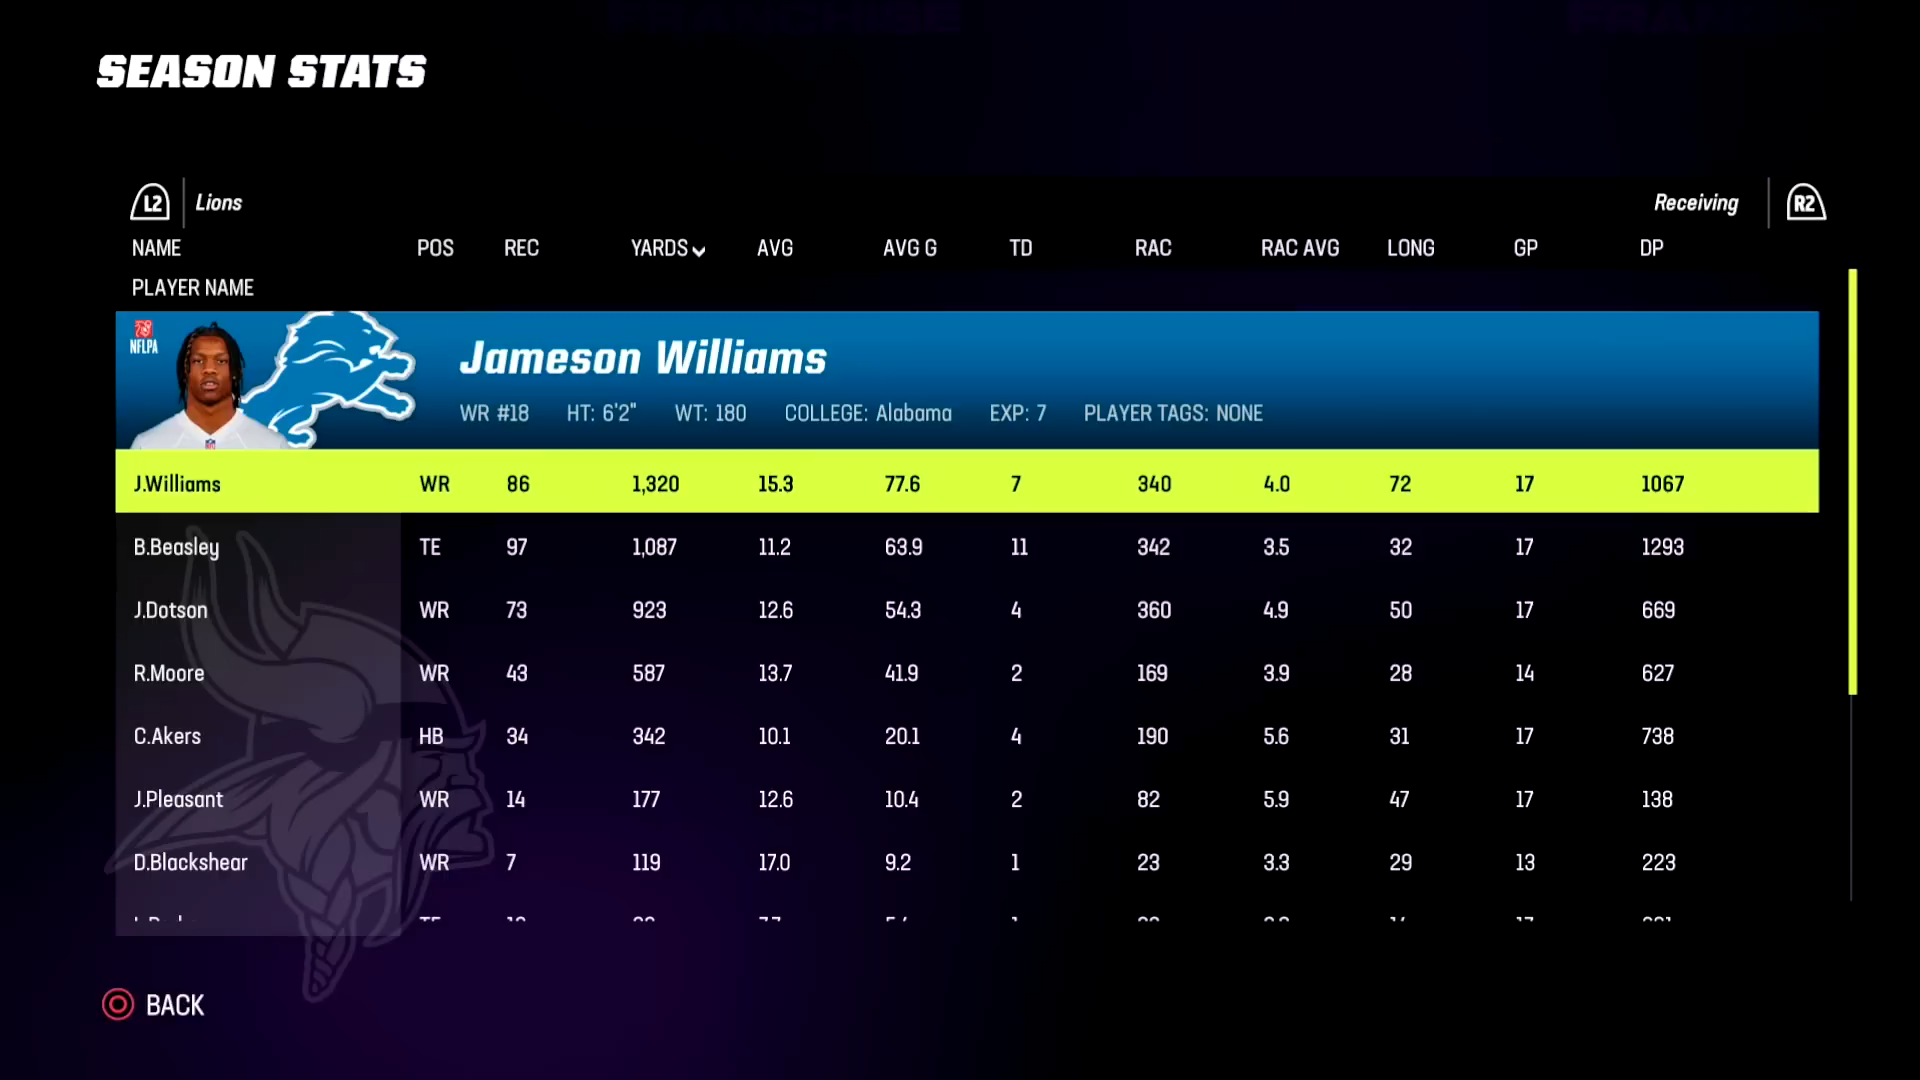 SEASON STATS
L2 Lions Receiving R2
NAME POS REC YARDS AVG AVG G TD RAC RAC AVG LONG GP DP
PLAYER NAME
NFLPA
Jameson Williams
WR #18 HT: 6'2" WT: 180 COLLEGE: Alabama EXP: 7 PLAYER TAGS: NONE
J.Williams WR 86 1,320 15.3 77.6 7 340 4.0 72 17 1067
B.Beasley TE 97 1,087 11.2 63.9 11 342 3.5 32 17 1293
J.Dotson WR 73 923 12.6 54.3 4 360 4.9 50 17 669
R.Moore WR 43 587 13.7 41.9 2 169 3.9 28 14 627
C.Akers HB 34 342 10.1 20.1 4 190 5.6 31 17 738
J.Pleasant WR 14 177 12.6 10.4 2 82 5.9 47 17 138
D.Blackshear WR 7 119 17.0 9.2 1 23 3.3 29 13 223
BACK